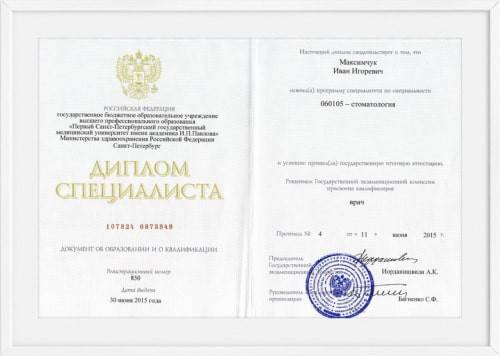 РОССИЙСКАЯ ФЕДЕРАЦИЯ
государственное бюджетное образовательное учреждение
высшего профессионального образования
«Первый Санкт-Петербургский государственный
медицинский университет имени академика И.П.Павлова»
Министерства здравоохранения Российской Федерации
Санкт-Петербург
ДИПЛОМ
СПЕЦИАЛИСТА
107824 0873849
ДОКУМЕНТ ОБ ОБРАЗОВАНИИ И О КВАЛИФИКАЦИИ
Регистрационный номер
850
Дата выдачи
30 июня 2015 года
Настоящий диплом свидетельствует о том, что
Максимчук
Иван Игоревич
освоил(а) программу специалитета по специальности
060105 – стоматология
и успешно прошел(ла) государственную итоговую аттестацию.
Решением Государственной экзаменационной комиссии
присвоена квалификация
врач
Протокол № 4 от « 11 » июня 2015 г.
Председатель
Государственной
экзаменационной
Иорданишвили А.К.
Руководитель
организации
Багненко С.Ф.